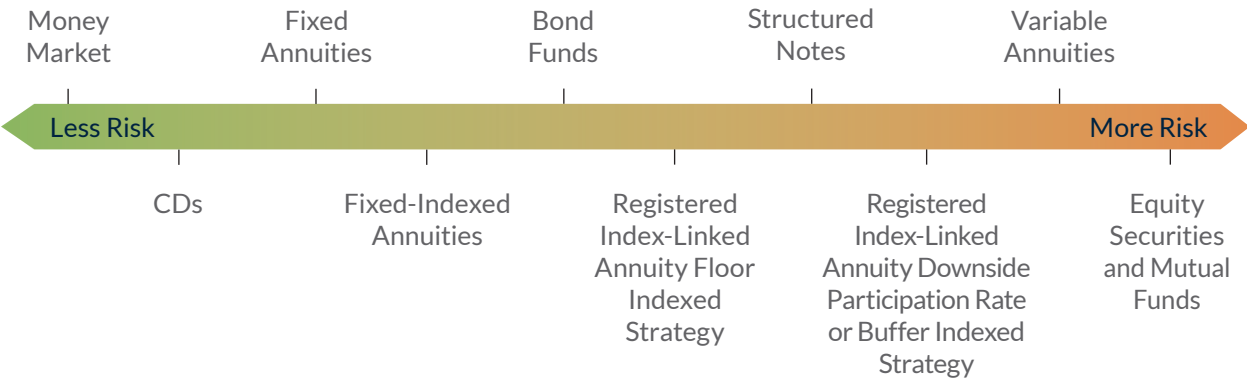 Money
Market
Fixed
Annuities
Bond
Funds
Structured
Notes
Variable
Annuities
Less Risk
More Risk
CDs
Fixed-Indexed
Annuities
Registered
Index-Linked
Annuity Floor
Indexed
Strategy
Registered
Index-Linked
Annuity Downside
Participation Rate
or Buffer Indexed
Strategy
Equity
Securities
and Mutual
Funds